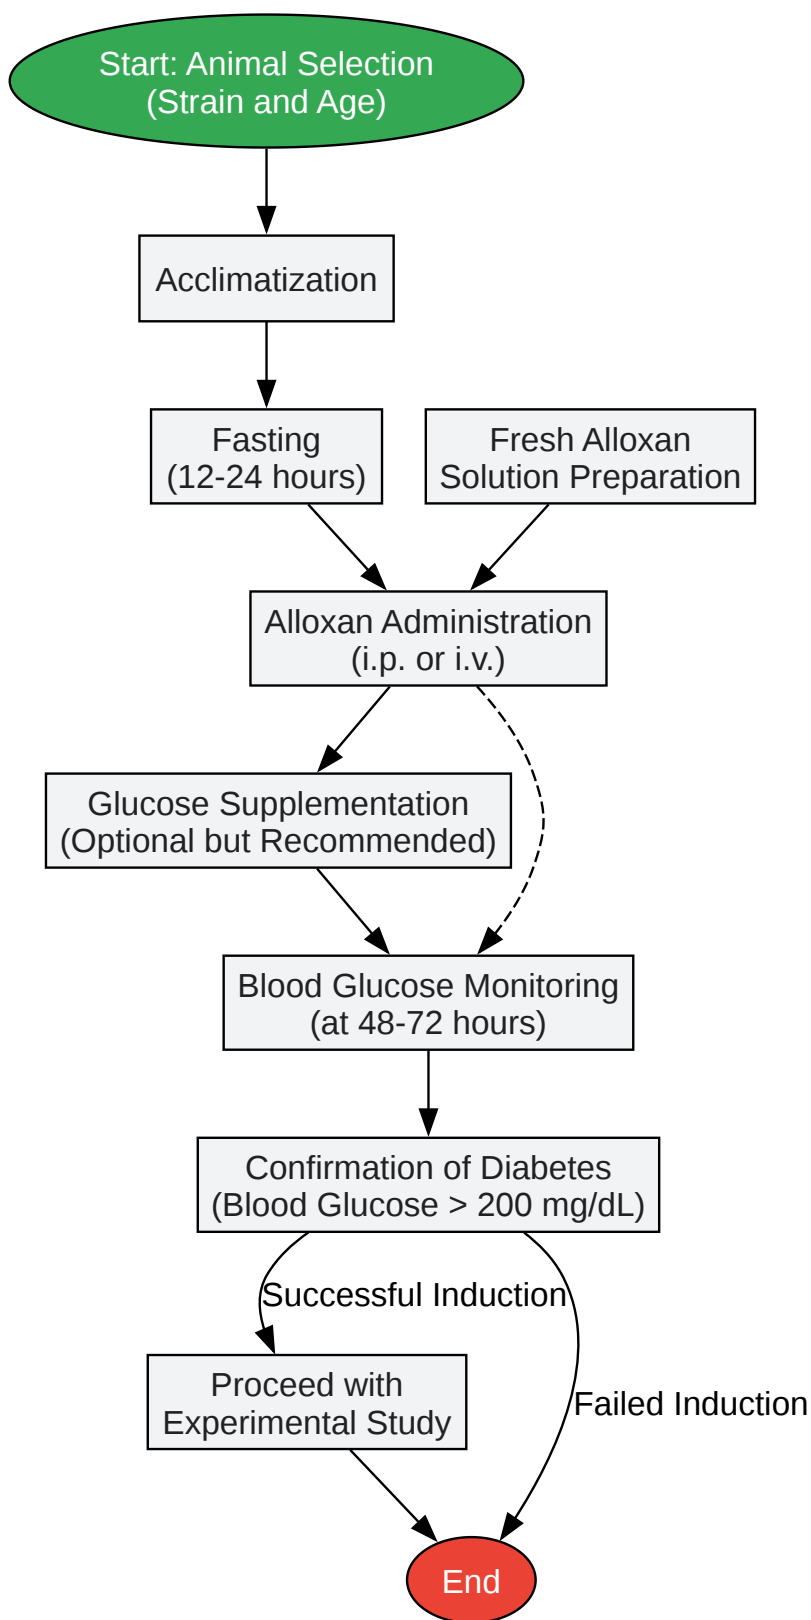 Start: Animal Selection
(Strain and Age)
Acclimatization
Fasting
(12-24 hours)
Fresh Alloxan
Solution Preparation
Alloxan Administration
(i.p. or i.v.)
Glucose Supplementation
(Optional but Recommended)
Blood Glucose Monitoring
(at 48-72 hours)
Confirmation of Diabetes
(Blood Glucose > 200 mg/dL)
Successful Induction
Proceed with
Experimental Study
Failed Induction
End